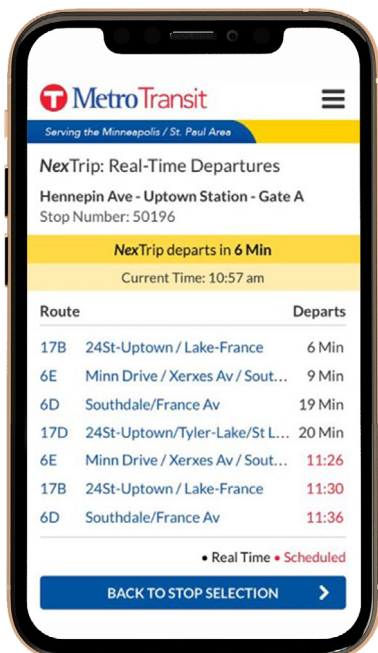 T MetroTransit
Serving the Minneapolis / St. Paul Area
NexTrip: Real-Time Departures
Hennepin Ave - Uptown Station - Gate A
Stop Number: 50196
NexTrip departs in 6 Min
Current Time: 10:57 am
Route Departs
17B 24St-Uptown / Lake-France 6 Min
6E Minn Drive / Xerxes Av / Sout... 9 Min
6D Southdale/France Av 19 Min
17D 24St-Uptown/Tyler-Lake/St L... 20 Min
6E Minn Drive / Xerxes Av / Sout... 11:26
17B 24St-Uptown / Lake-France 11:30
6D Southdale/France Av 11:36
• Real Time • Scheduled
BACK TO STOP SELECTION